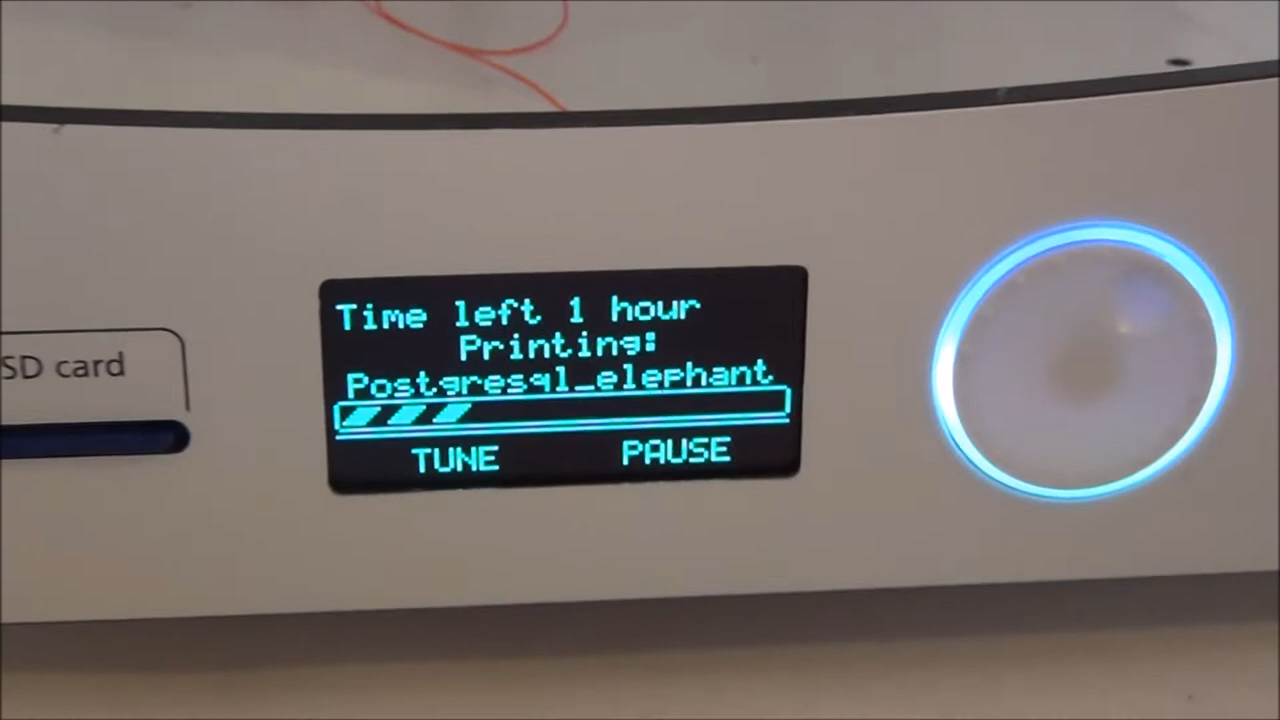 SD card
Time left 1 hour
Printing:
Postgresql_elephant
TUNE PAUSE